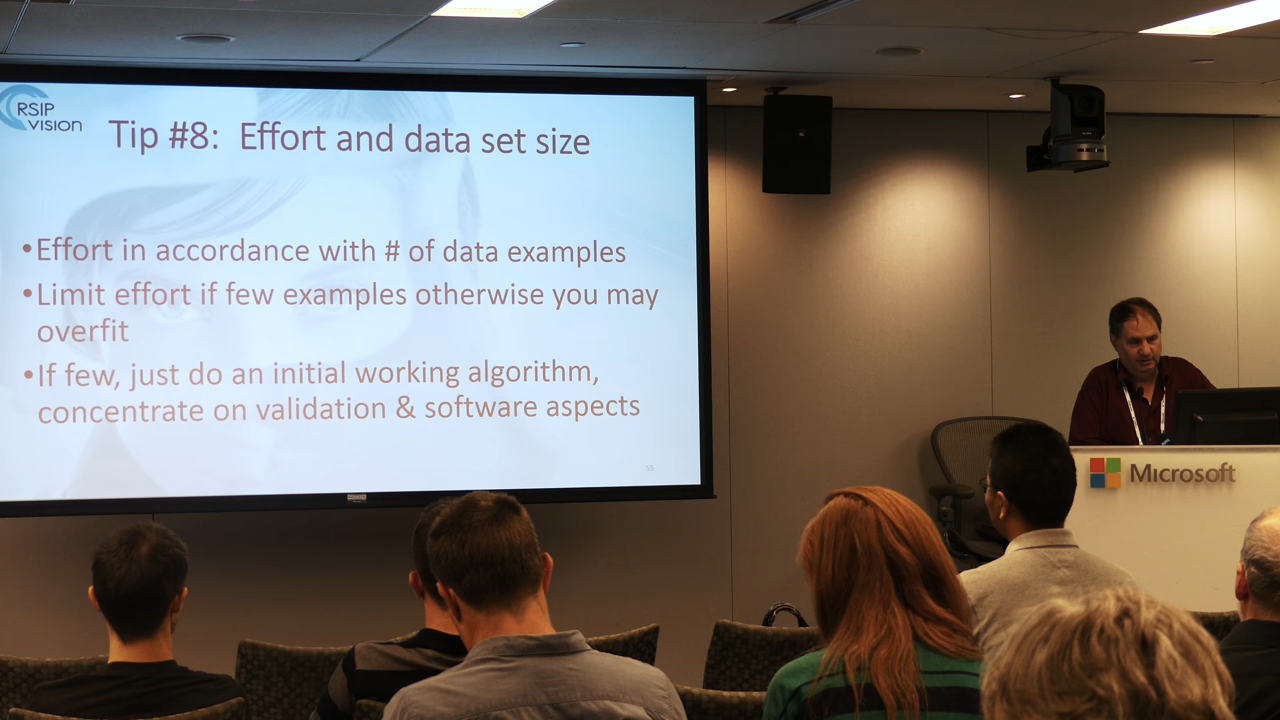 RSIP
VISION
Tip #8: Effort and data set size
•Effort in accordance with # of data examples
•Limit effort if few examples otherwise you may
overfit
•If few, just do an initial working algorithm,
concentrate on validation & software aspects
55
Microsoft